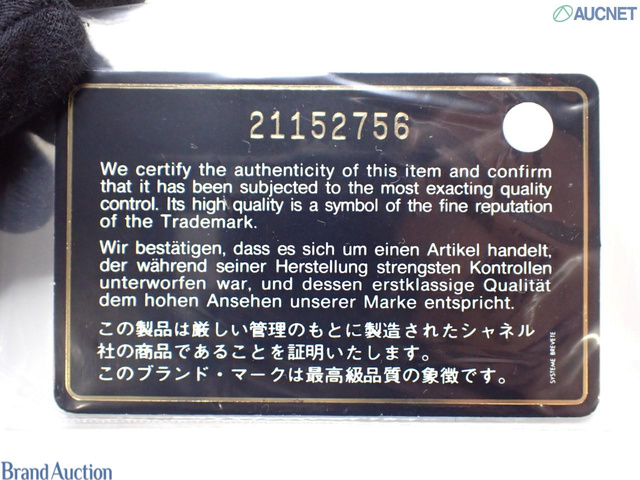 AUCNET
21152756
We certify the authenticity of this item and confirm
that it has been subjected to the most exacting quality
control. Its high quality is a symbol of the fine reputation
of the Trademark.
Wir bestätigen, dass es sich um einen Artikel handelt,
der während seiner Herstellung strengsten Kontrollen
unterworfen war, und dessen erstklassige Qualität
dem hohen Ansehen unserer Marke entspricht.
この製品は厳しい管理のもとに製造されたシャネル
社の商品であることを証明いたします。
このブランド・マークは最高級品質の象徴です。
SYSTEME BREVETE
Brand Auction